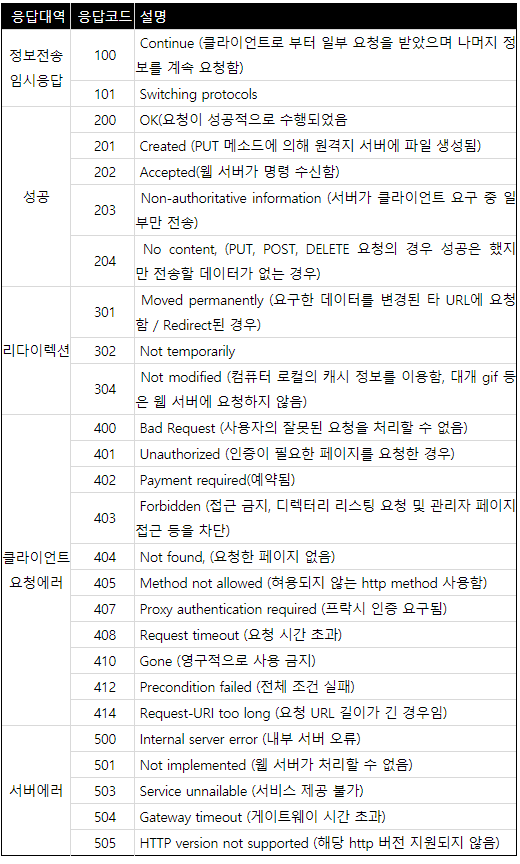 응답대역 응답코드 설명
정보전송 임시응답
100 Continue (클라이언트로 부터 일부 요청을 받았으며 나머지 정
보를 계속 요청함)
101 Switching protocols
성공
200 OK(요청이 성공적으로 수행되었음
201 Created (PUT 메소드에 의해 원격지 서버에 파일 생성됨)
202 Accepted(웹 서버가 명령 수신함)
203 Non-authoritative information (서버가 클라이언트 요구 중 일
부만 전송)
204 No content, (PUT, POST, DELETE 요청의 경우 성공은 했지
만 전송할 데이터가 없는 경우)
리다이렉션
301 Moved permanently (요구한 데이터를 변경된 타 URL에 요청
함 / Redirect된 경우)
302 Not temporarily
304 Not modified (컴퓨터 로컬의 캐시 정보를 이용함, 대개 gif 등
은 웹 서버에 요청하지 않음)
클라이언트
요청에러
400 Bad Request (사용자의 잘못된 요청을 처리할 수 없음)
401 Unauthorized (인증이 필요한 페이지를 요청한 경우)
402 Payment required(예약됨)
403 Forbidden (접근 금지, 디렉터리 리스팅 요청 및 관리자 페이지
접근 등을 차단)
404 Not found, (요청한 페이지 없음)
405 Method not allowed (혀용되지 않는 http method 사용함)
407 Proxy authentication required (프락시 인증 요구됨)
408 Request timeout (요청 시간 초과)
410 Gone (영구적으로 사용 금지)
412 Precondition failed (전체 조건 실패)
414 Request-URI too long (요청 URL 길이가 긴 경우임)
서버에러
500 Internal server error (내부 서버 오류)
501 Not implemented (웹 서버가 처리할 수 없음)
503 Service unnailable (서비스 제공 불가)
504 Gateway timeout (게이트웨이 시간 초과)
505 HTTP version not supported (해당 http 버전 지원되지 않음)